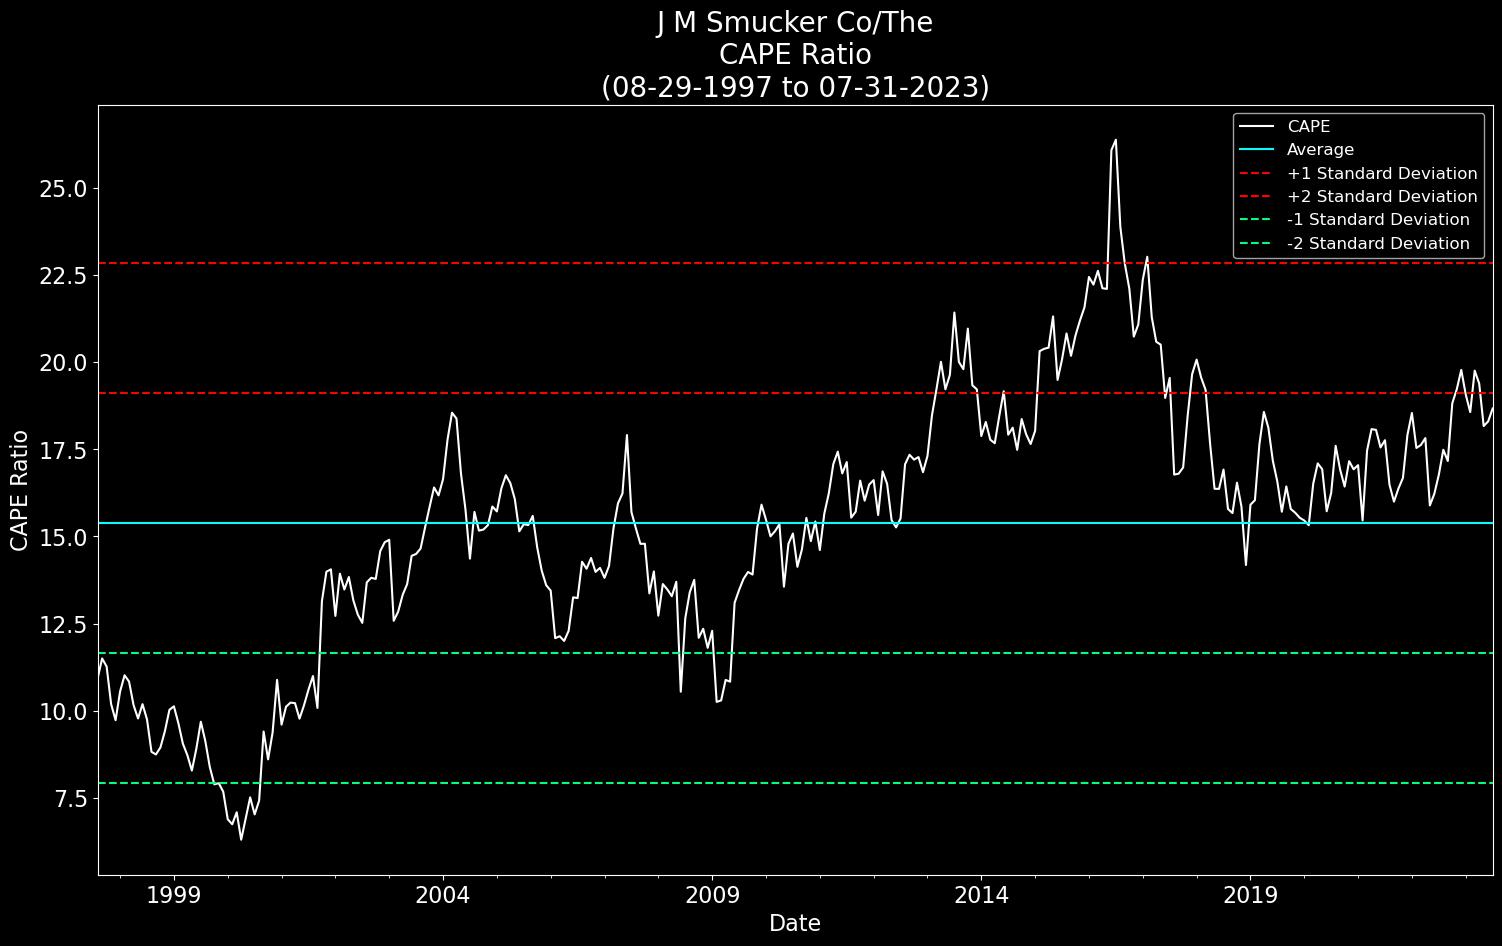 J M Smucker Co/The
CAPE Ratio
(08-29-1997 to 07-31-2023)
CAPE
Average
+1 Standard Deviation
+2 Standard Deviation
-1 Standard Deviation
-2 Standard Deviation
CAPE Ratio
25.0
22.5
20.0
17.5
15.0
12.5
10.0
7.5
1999 2004 2009 2014 2019
Date